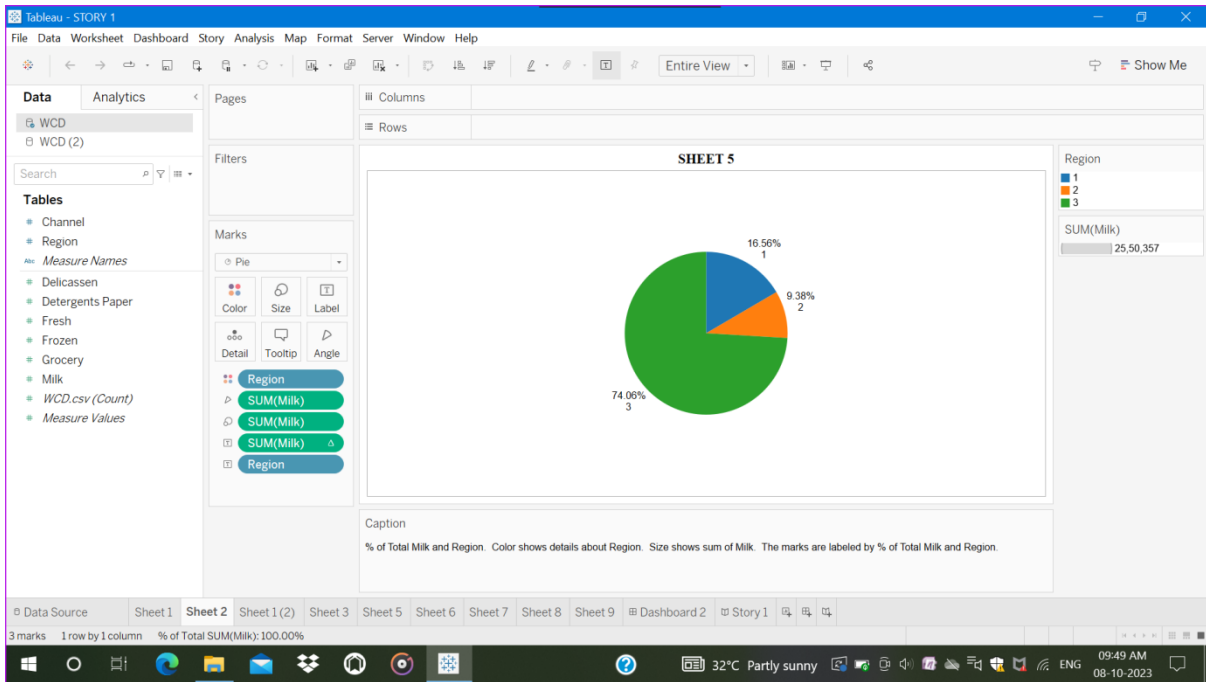 Tableau - STORY 1
File Data Worksheet Dashboard Story Analysis Map Format Server Window Help
Entire View
Show Me
Data Analytics
WCD
WCD (2)
Search
Tables
Channel
Region
Abc Measure Names
Delicassen
Detergents Paper
Fresh
Frozen
Grocery
Milk
WCD.csv (Count)
Measure Values
Pages
Filters
Marks
Pie
Color Size Label
Detail Tooltip Angle
Region
SUM(Milk)
SUM(Milk)
SUM(Milk)
Region
Columns
Rows
SHEET 5
16.56%
1
9.38%
2
74.06%
3
Caption
% of Total Milk and Region. Color shows details about Region. Size shows sum of Milk. The marks are labeled by % of Total Milk and Region.
Region
1
2
3
SUM(Milk)
25,50,357
Data Source Sheet 1 Sheet 2 Sheet 1 (2) Sheet 3 Sheet 5 Sheet 6 Sheet 7 Sheet 8 Sheet 9 Dashboard 2 Story 1
3 marks 1 row by 1 column % of Total SUM(Milk): 100.00%
32°C Partly sunny ENG 09:49 AM
08-10-2023